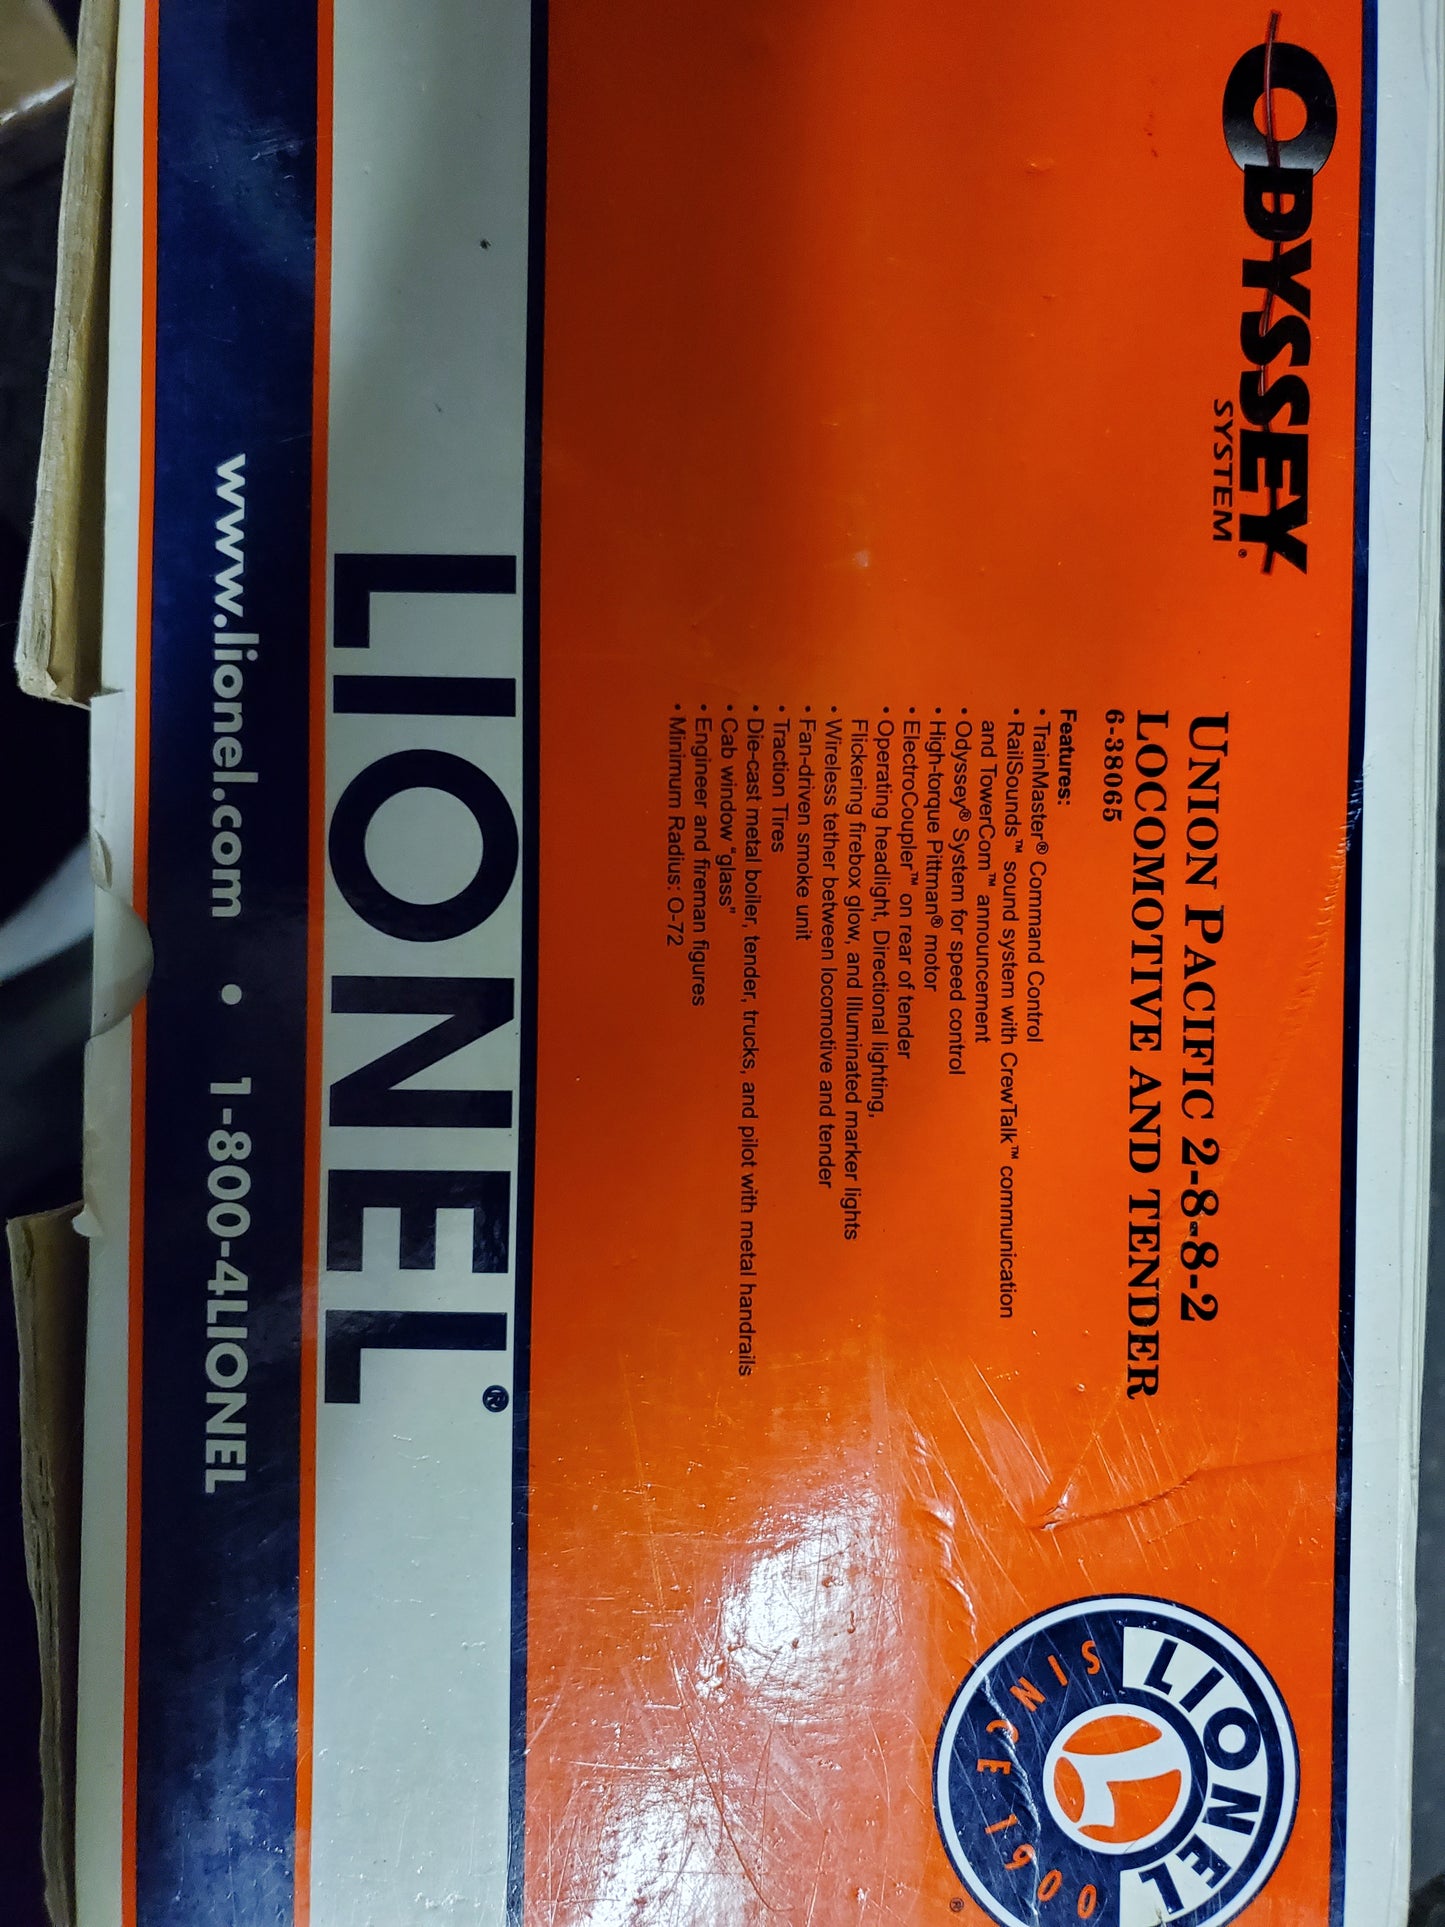 ODYSSEY®
SYSTEM
UNION PACIFIC 2-8-8-2
LOCOMOTIVE AND TENDER
6-38065
Features:
• TrainMaster® Command Control
• RailSounds™ sound system with CrewTalk™ communication
and TowerCom™ announcement
• Odyssey® System for speed control
• High-torque Pittman® motor
• ElectroCoupler™ on rear of tender
• Operating headlight, Directional lighting,
Flickering firebox glow, and Illuminated marker lights
• Wireless tether between locomotive and tender
• Fan-driven smoke unit
• Traction Tires
• Die-cast metal boiler, tender, trucks, and pilot with metal handrails
• Cab window "glass"
• Engineer and fireman figures
• Minimum Radius: O-72
LIONEL
L
SINCE 1900
®
LIONEL®
www.lionel.com • 1-800-4LIONEL